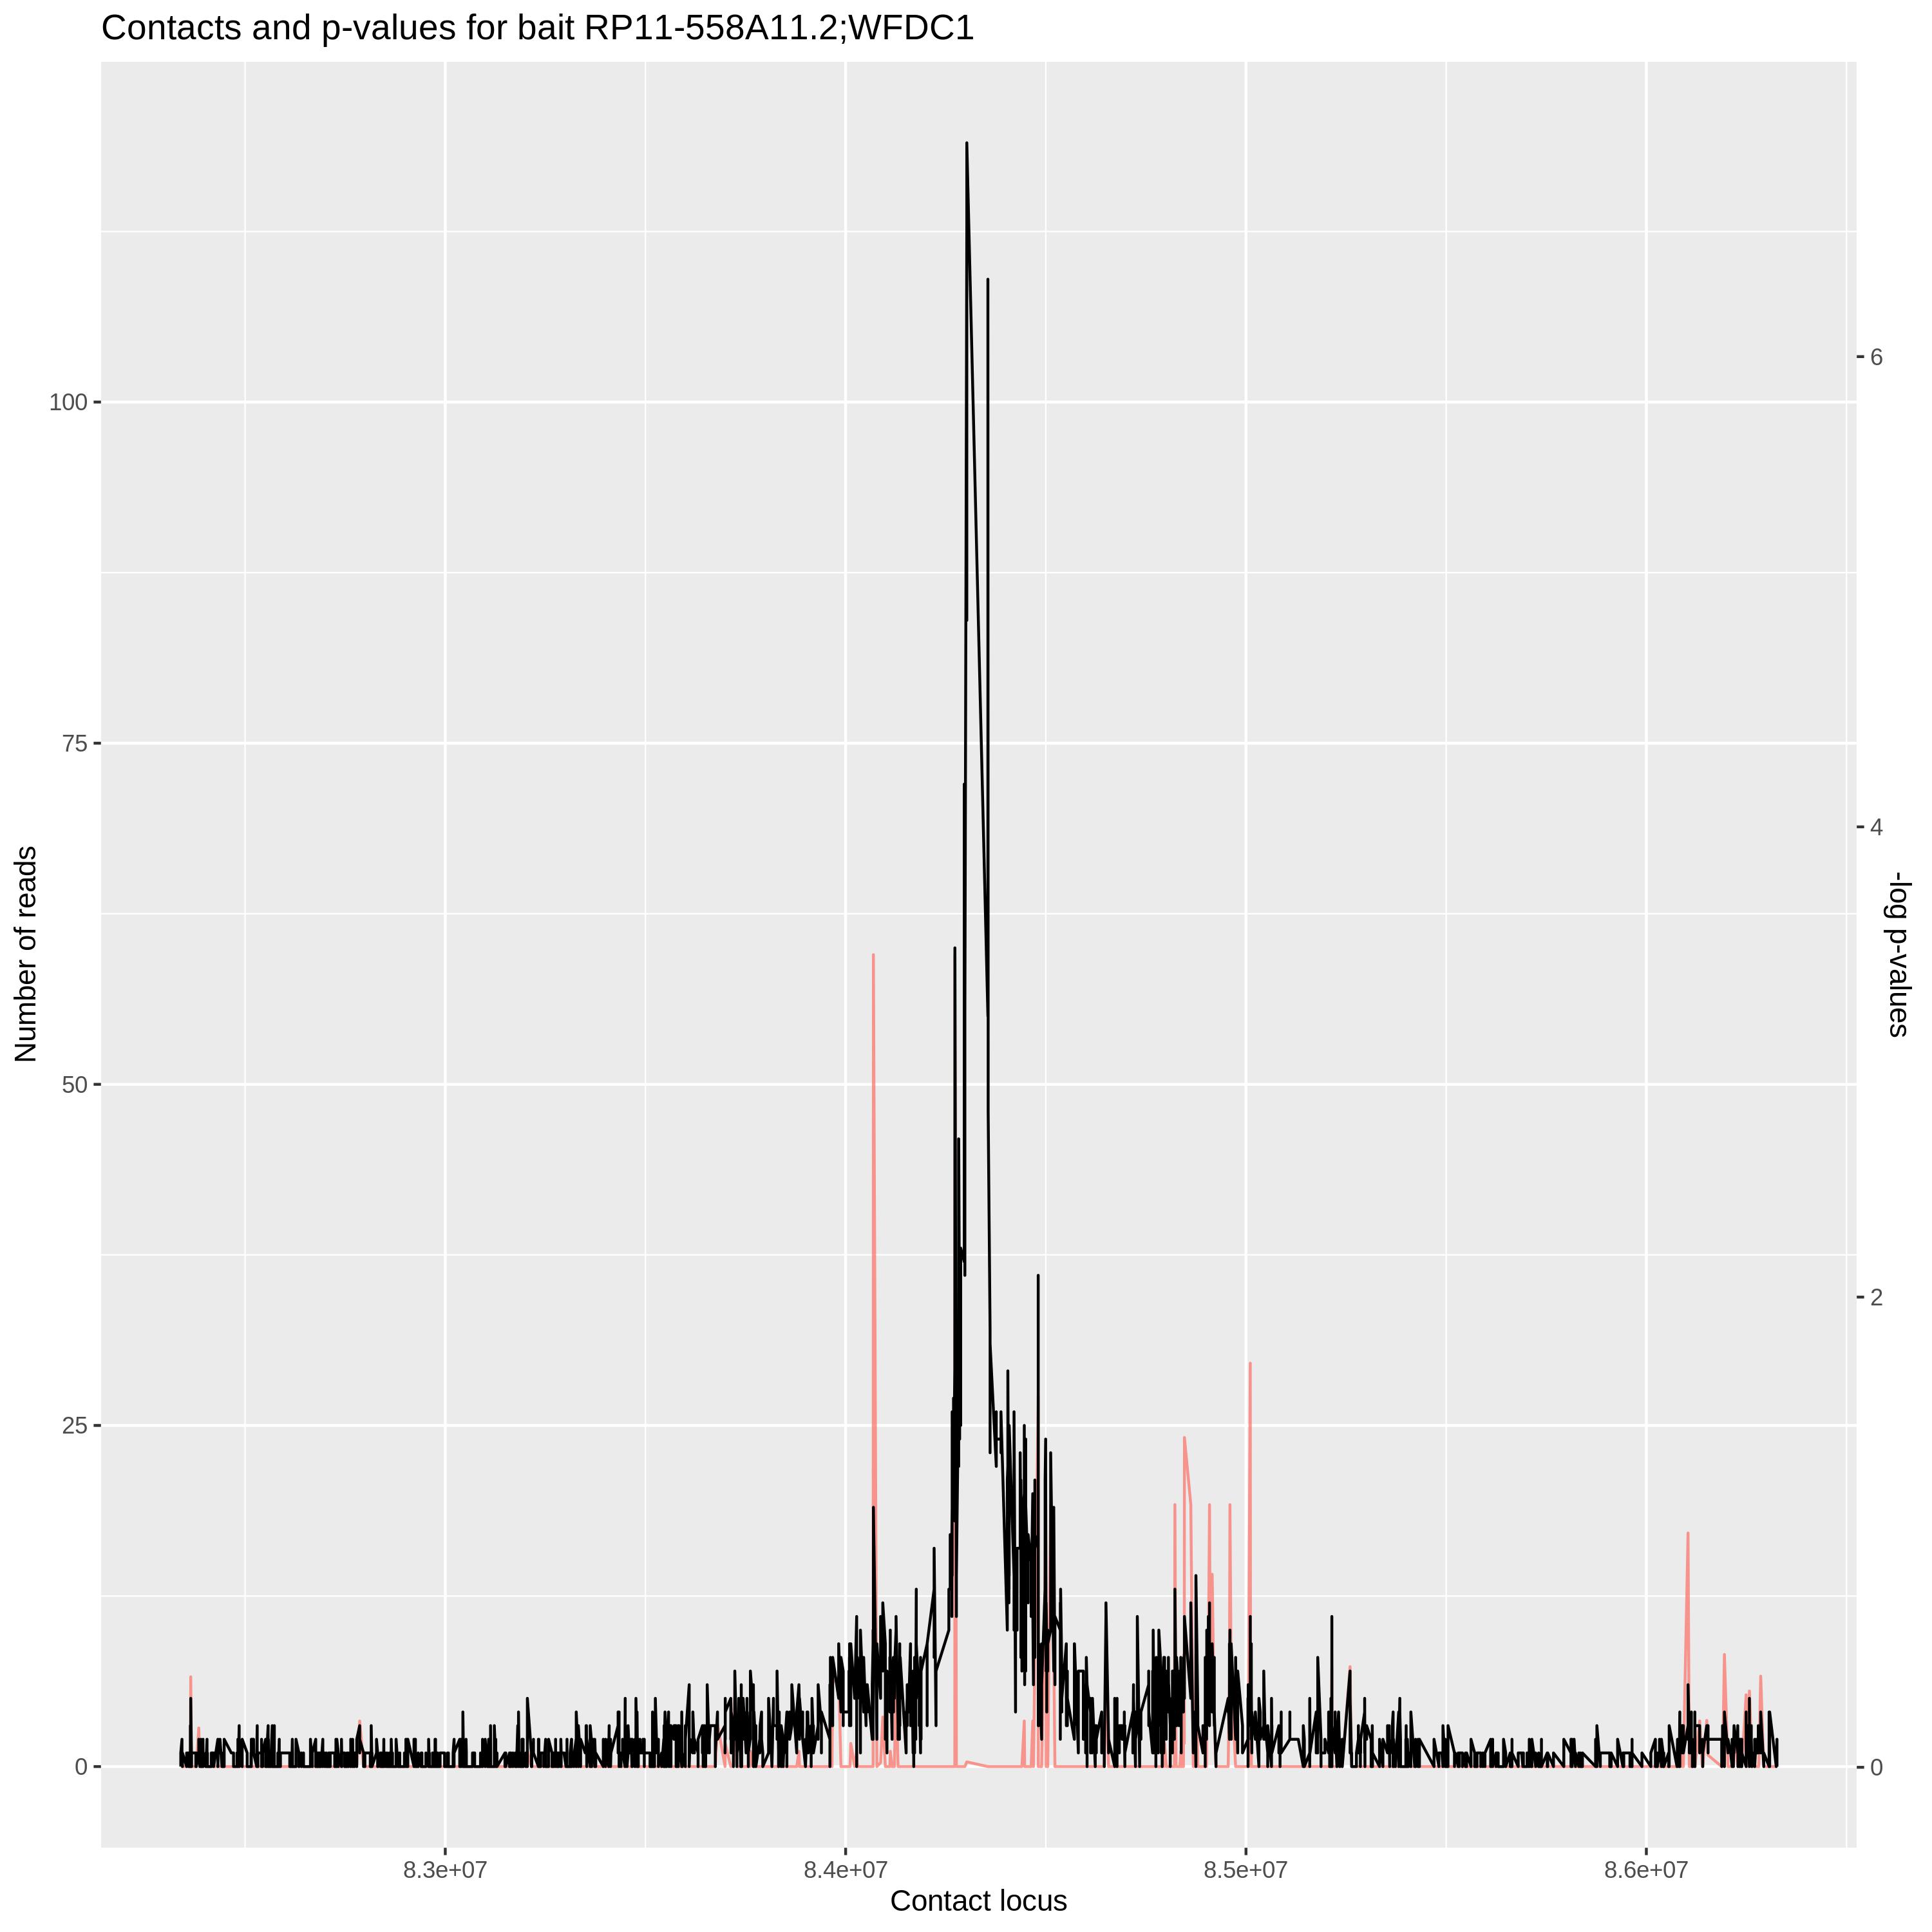 Contacts and p-values for bait RP11-558A11.2;WFDC1
100
75
50
25
0
Number of reads
6
4
2
0
-log p-values
8.3e+07
8.4e+07
8.5e+07
8.6e+07
Contact locus